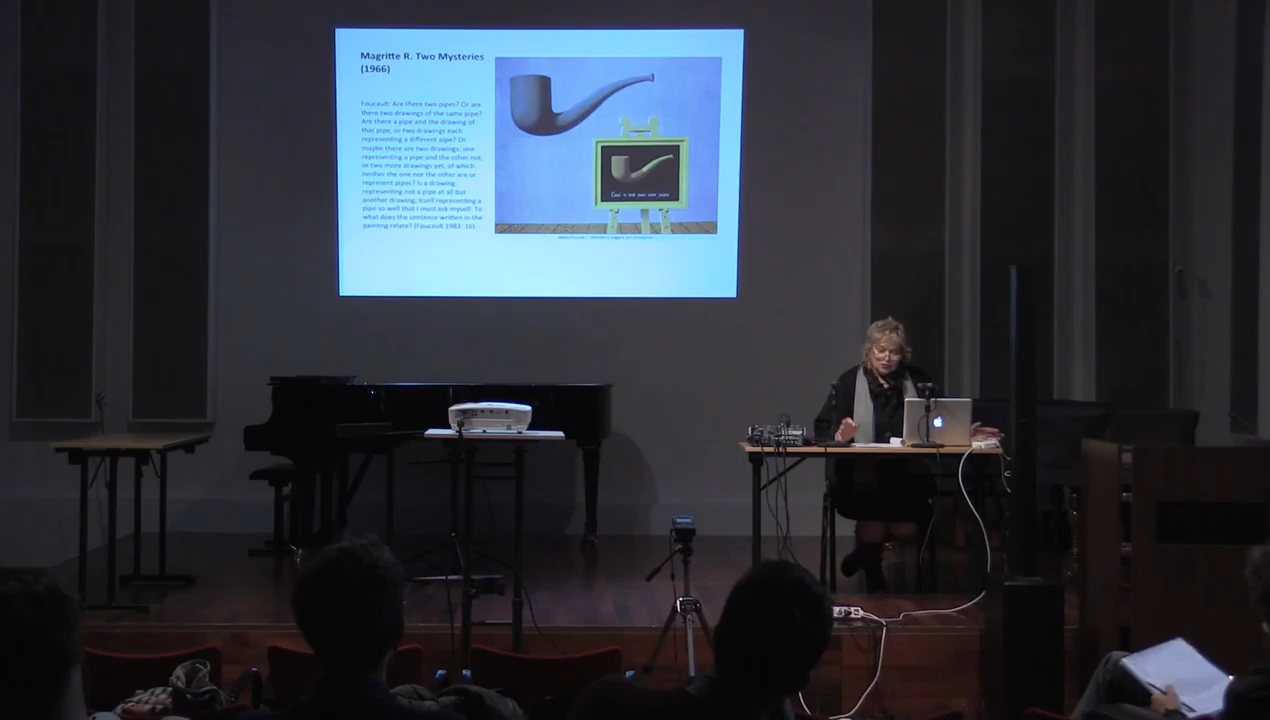 Magritte R. Two Mysteries
(1966)
Foucault: Are there two pipes? Or are
there two drawings of the same pipe?
Are there a pipe and the drawing of
that pipe, or two drawings each
representing a different pipe? Or
maybe there are two drawings: one
representing a pipe and the other not,
or two more drawings yet, of which
neither the one nor the other are or
represent pipes? Is a drawing
representing not a pipe at all but
another drawing, itself representing a
pipe so well that I must ask myself: To
what does the sentence written in the
painting relate? (Foucault 1983: 16).